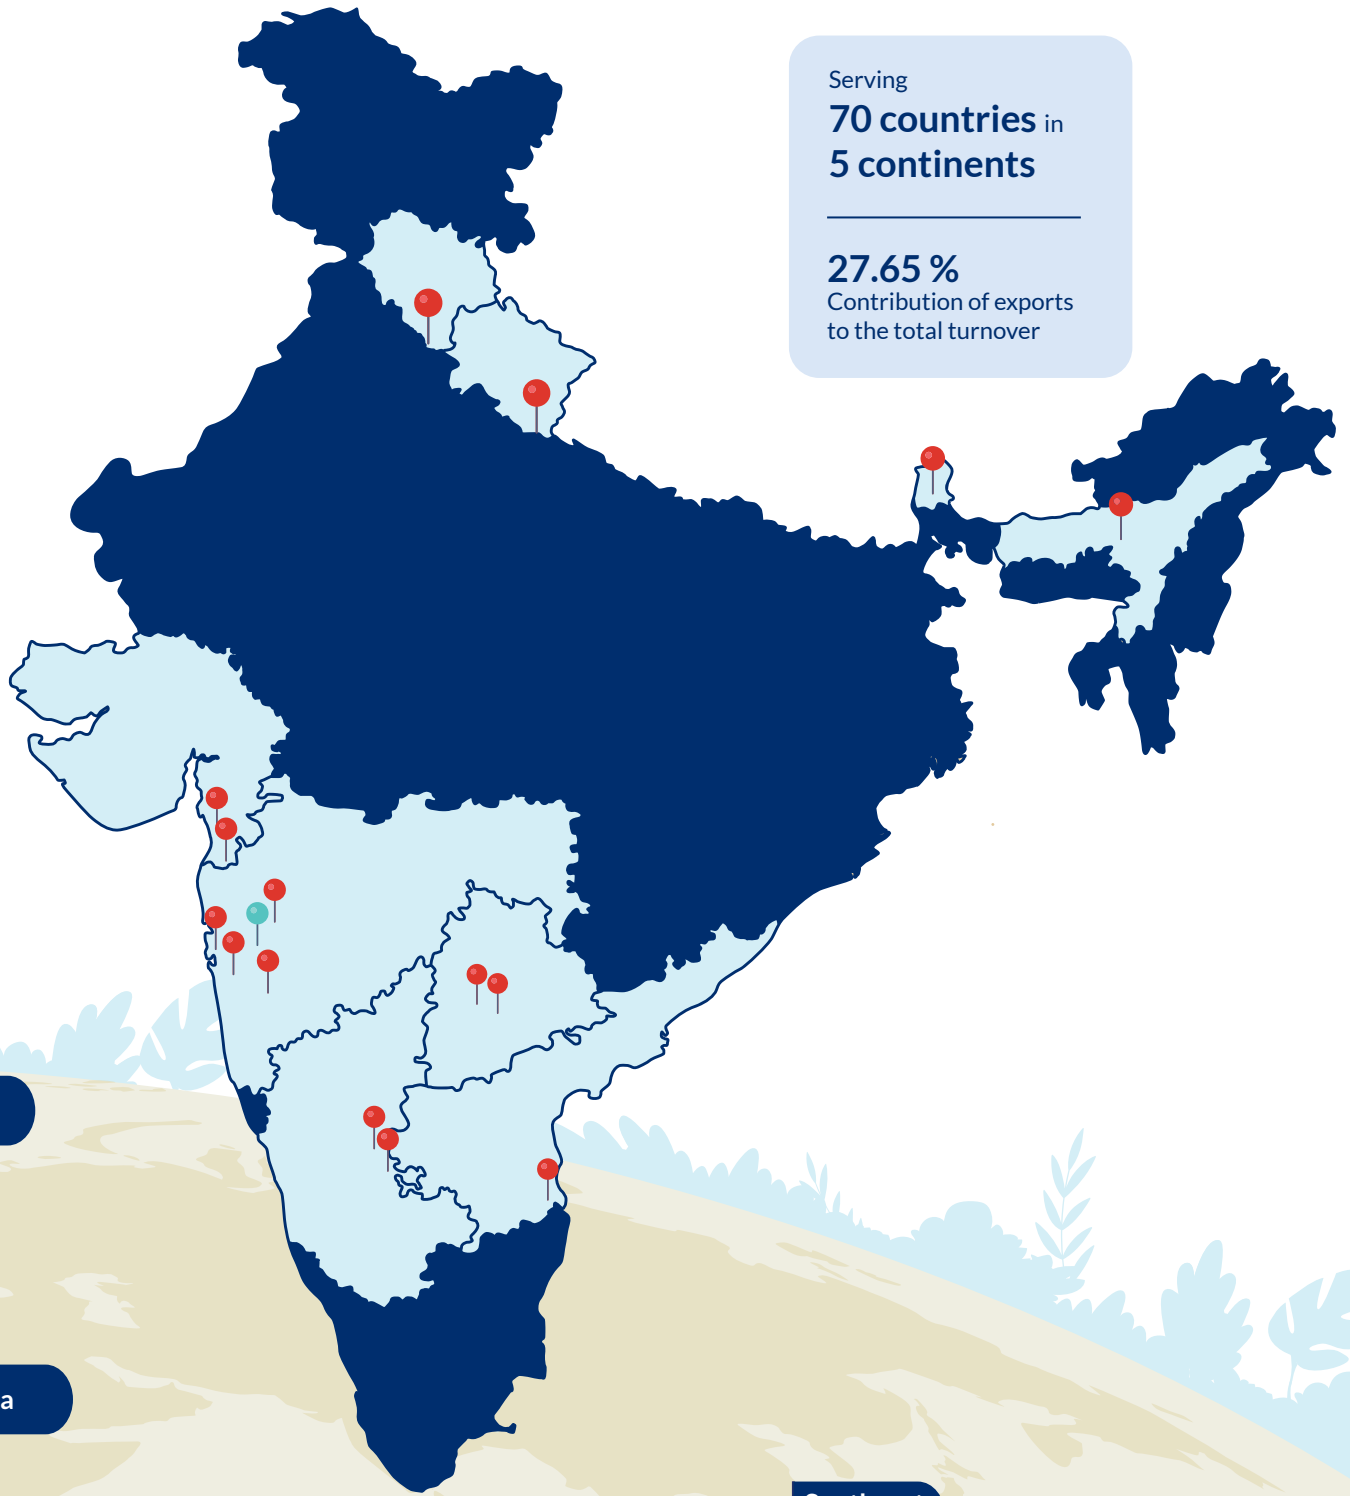 Serving
70 countries in
5 continents
27.65 %
Contribution of exports
to the total turnover
a